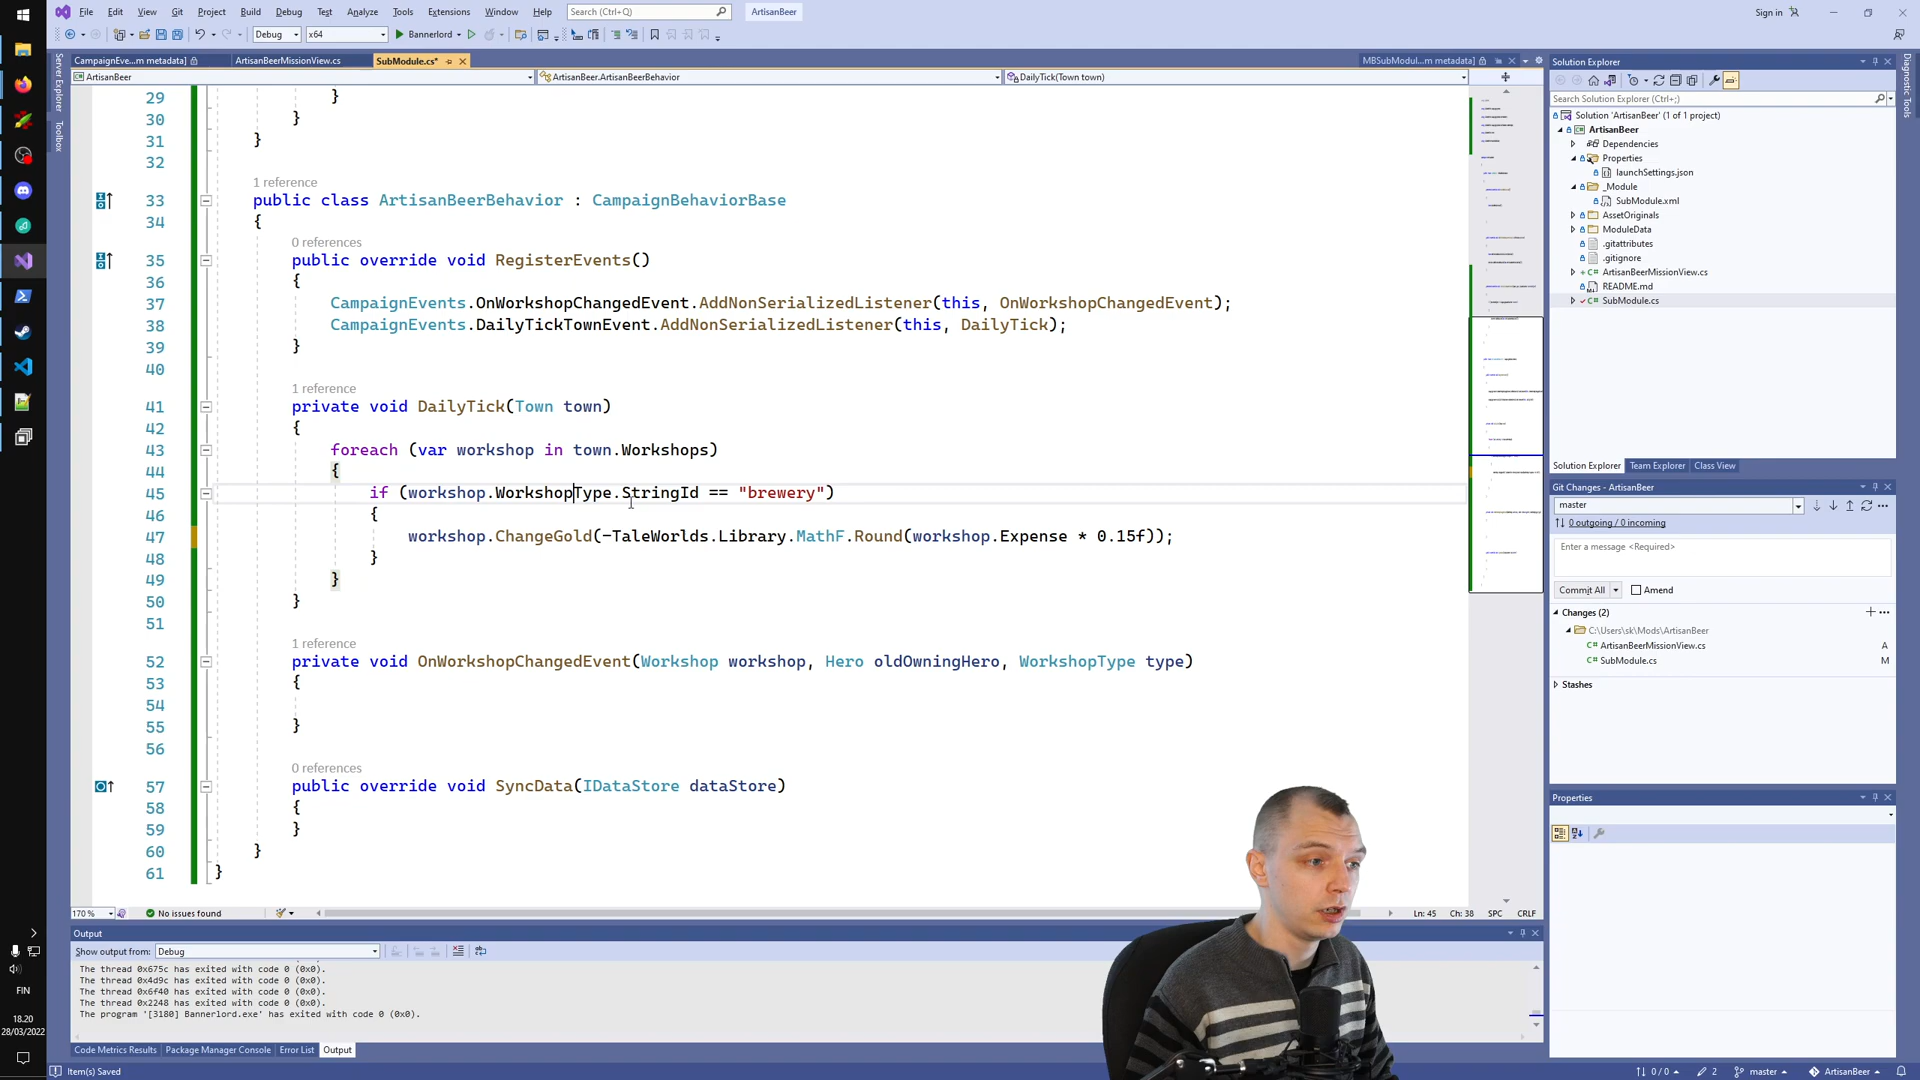 File Edit View Git Project Build Debug Test Analyze Tools Extensions Window Help Search (Ctrl+Q) ArtisanBeer Sign in
Debug x64 Bannerlord
CampaignEve...m metadata] ArtisanBeerMissionView.cs SubModule.cs* MBSubModul...m metadata]
ArtisanBeer ArtisanBeer.ArtisanBeerBehavior DailyTick(Town town)
Server Explorer
Toolbox
29 }
30 }
31 }
32
1 reference
33 public class ArtisanBeerBehavior : CampaignBehaviorBase
34 {
0 references
35 public override void RegisterEvents()
36 {
37 CampaignEvents.OnWorkshopChangedEvent.AddNonSerializedListener(this, OnWorkshopChangedEvent);
38 CampaignEvents.DailyTickTownEvent.AddNonSerializedListener(this, DailyTick);
39 }
40
1 reference
41 private void DailyTick(Town town)
42 {
43 foreach (var workshop in town.Workshops)
44 {
45 if (workshop.WorkshopType.StringId == "brewery")
46 {
47 workshop.ChangeGold(-TaleWorlds.Library.MathF.Round(workshop.Expense * 0.15f));
48 }
49 }
50 }
51
1 reference
52 private void OnWorkshopChangedEvent(Workshop workshop, Hero oldOwningHero, WorkshopType type)
53 {
54
55 }
56
0 references
57 public override void SyncData(IDataStore dataStore)
58 {
59 }
60 }
61 }
170 % No issues found Ln: 45 Ch: 38 SPC CRLF
Output
Show output from: Debug
The thread 0x675c has exited with code 0 (0x0).
The thread 0x4d9c has exited with code 0 (0x0).
The thread 0x6f40 has exited with code 0 (0x0).
The thread 0x2248 has exited with code 0 (0x0).
The program '[3180] Bannerlord.exe' has exited with code 0 (0x0).
Code Metrics Results Package Manager Console Error List Output
Item(s) Saved 0 / 0 2 master ArtisanBeer
FIN
18.20
28/03/2022
Solution Explorer
Search Solution Explorer (Ctrl+;)
Solution 'ArtisanBeer' (1 of 1 project)
ArtisanBeer
Dependencies
Properties
launchSettings.json
_Module
SubModule.xml
AssetOriginals
ModuleData
.gitattributes
.gitignore
ArtisanBeerMissionView.cs
README.md
SubModule.cs
Solution Explorer Team Explorer Class View
Git Changes - ArtisanBeer
master
0 outgoing / 0 incoming
Enter a message <Required>
Commit All Amend
Changes (2)
C:\Users\sk\Mods\ArtisanBeer
ArtisanBeerMissionView.cs A
SubModule.cs M
Stashes
Properties
Diagnostic Tools